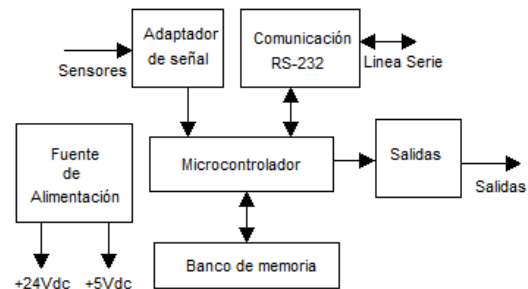 Adaptador
de señal
Sensores
Comunicación
RS-232
Linea Serie
Fuente
de
Alimentación
Microcontrolador
Salidas
Salidas
Banco de memoria
+24Vdc
+5Vdc